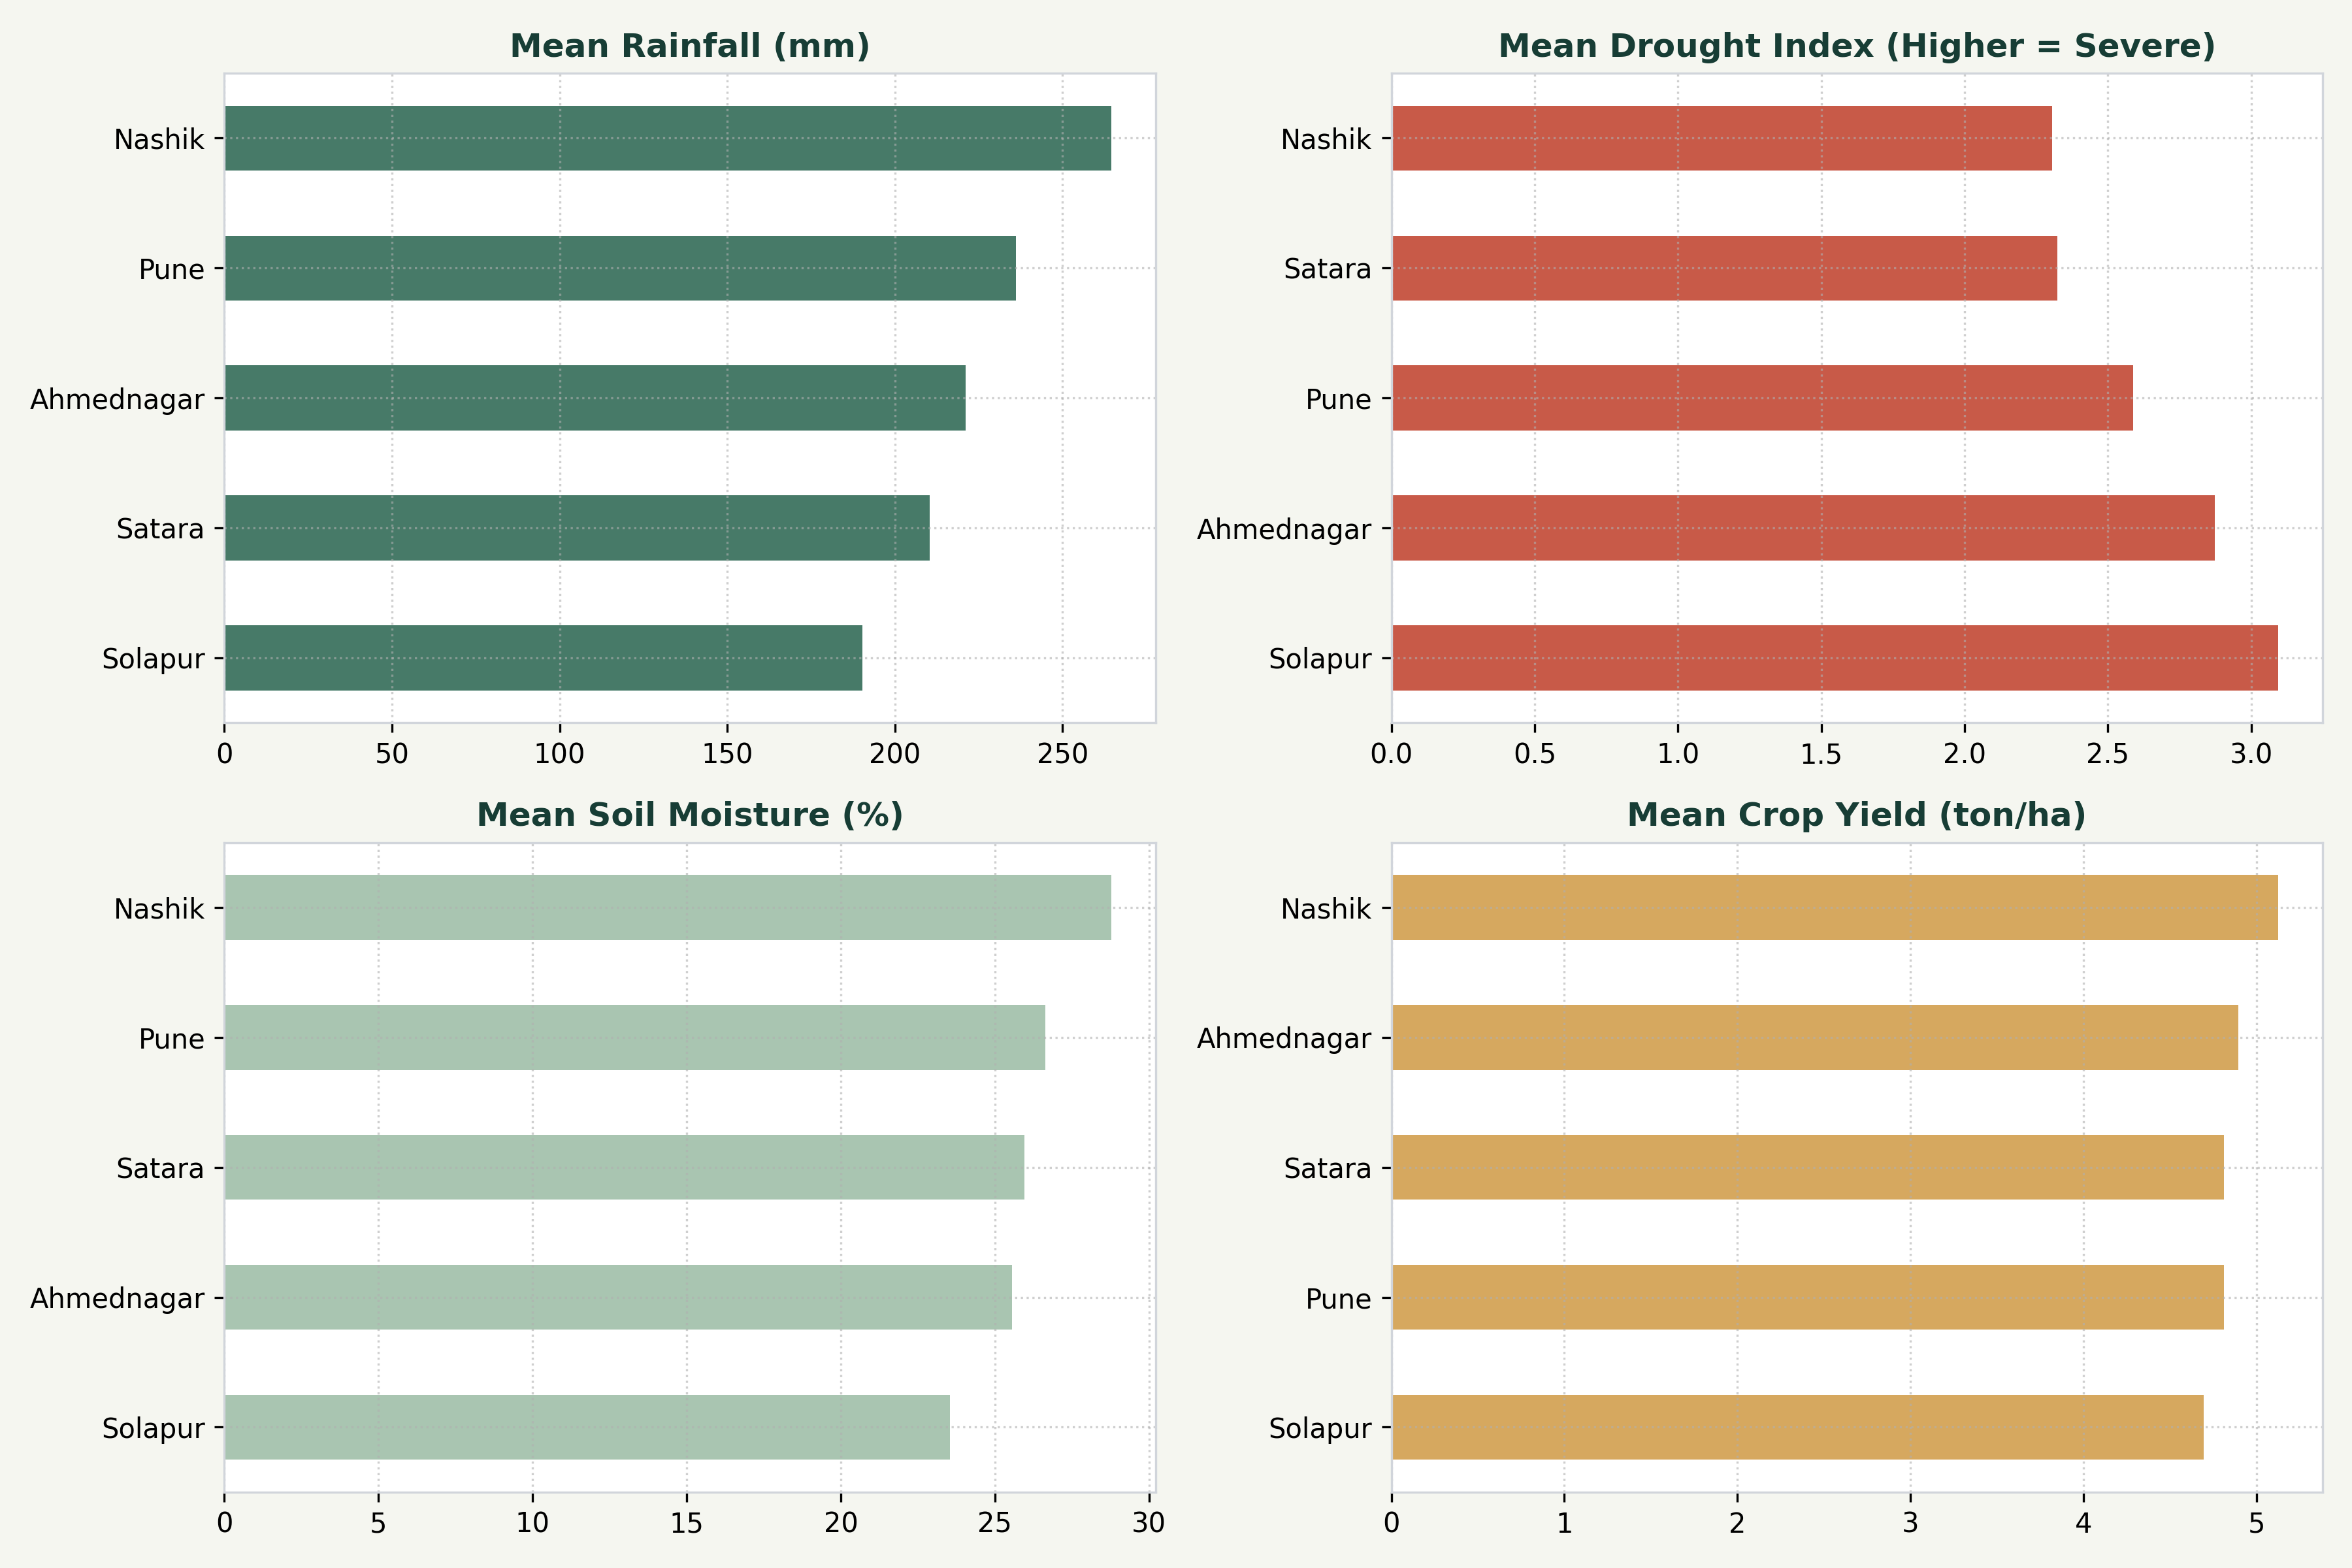 Mean Rainfall (mm)
Nashik
Pune
Ahmednagar
Satara
Solapur
0 50 100 150 200 250
Mean Drought Index (Higher = Severe)
Nashik
Satara
Pune
Ahmednagar
Solapur
0.0 0.5 1.0 1.5 2.0 2.5 3.0
Mean Soil Moisture (%)
Nashik
Pune
Satara
Ahmednagar
Solapur
0 5 10 15 20 25 30
Mean Crop Yield (ton/ha)
Nashik
Ahmednagar
Satara
Pune
Solapur
0 1 2 3 4 5